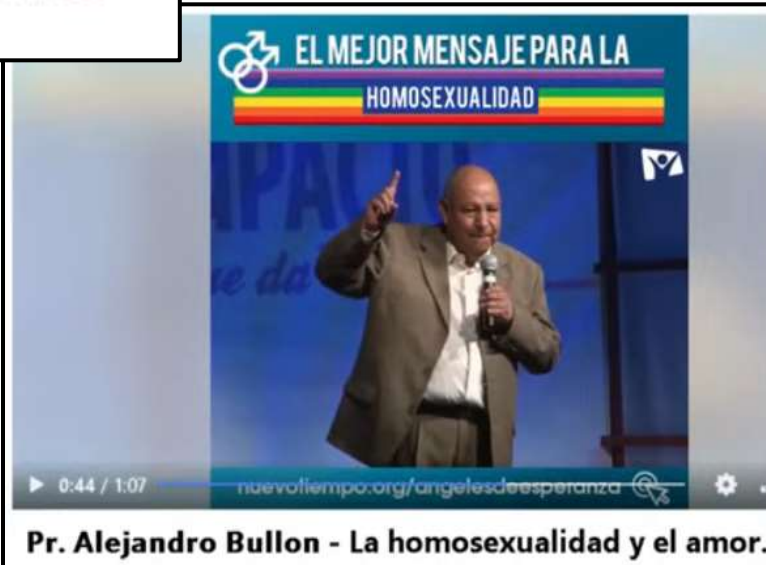 EL MEJOR MENSAJE PARA LA
HOMOSEXUALIDAD
0:44 / 1:07
nuevotiempo.org/angelesdeesperanza
Pr. Alejandro Bullon - La homosexualidad y el amor.